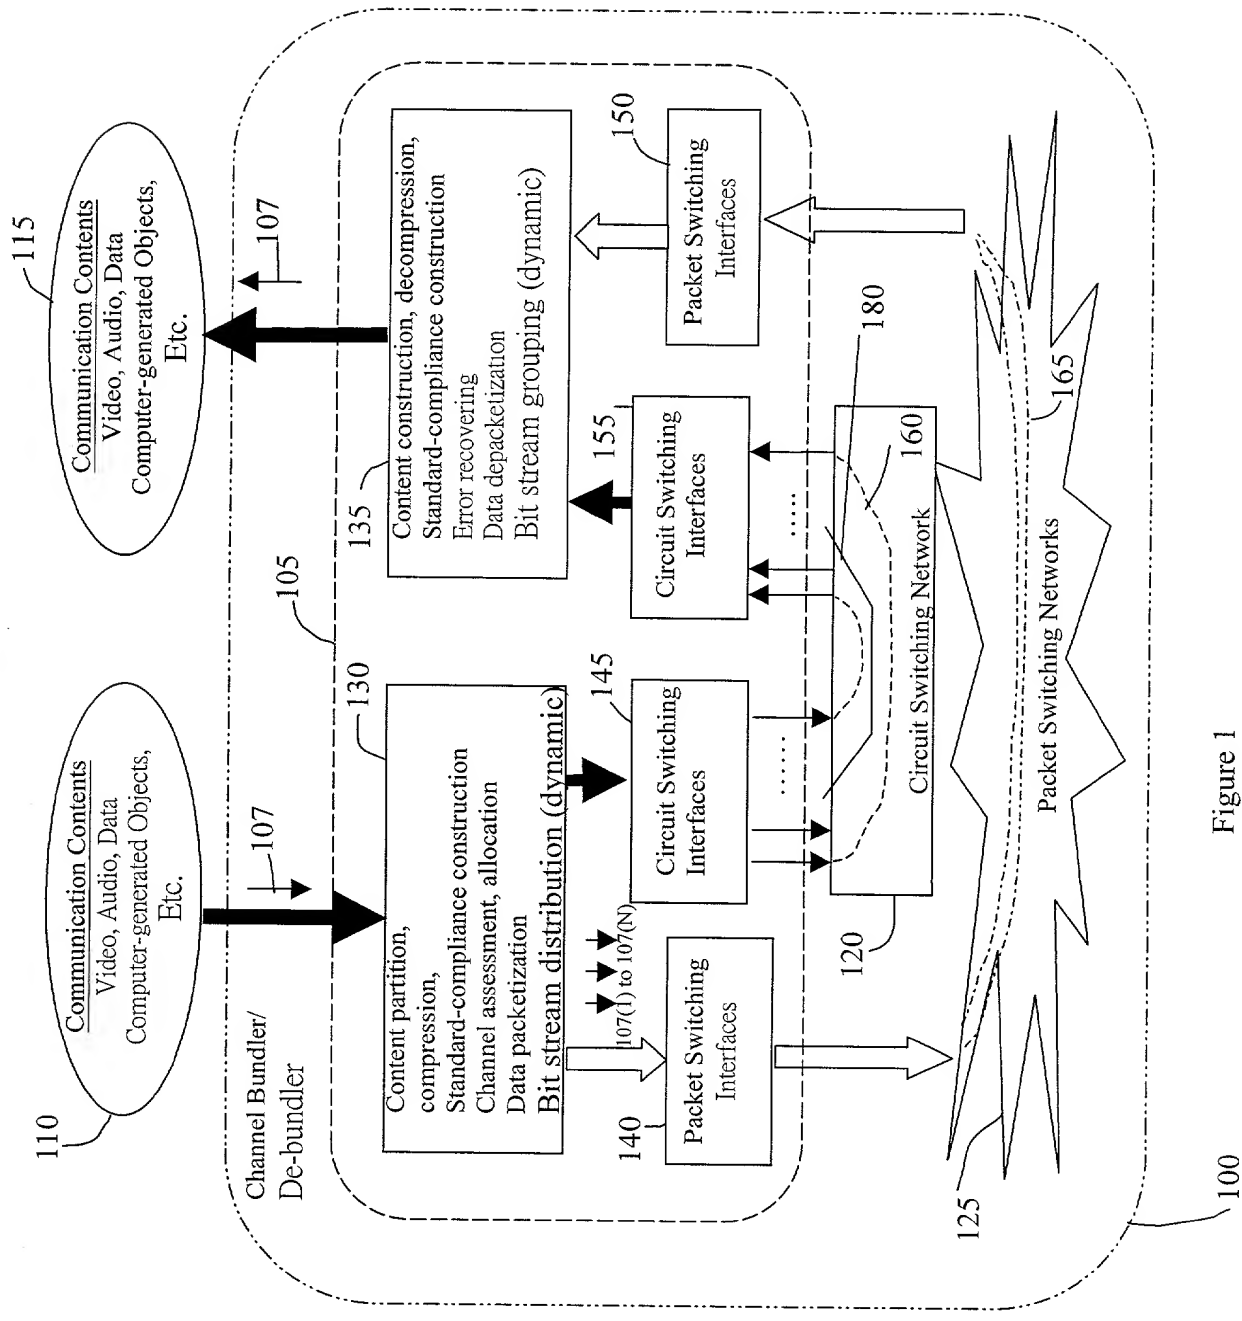 110
Communication Contents
Video, Audio, Data
Computer-generated Objects,
Etc.
115
Communication Contents
Video, Audio, Data
Computer-generated Objects,
Etc.
Channel Bundler/
De-bundler
107
107
105
130
Content partition,
compression,
Standard-compliance construction
Channel assessment, allocation
Data packetization
Bit stream distribution (dynamic)
135
Content construction, decompression,
Standard-compliance construction
Error recovering
Data depacketization
Bit stream grouping (dynamic)
107(1) to 107(N)
140
Packet Switching
Interfaces
145
Circuit Switching
Interfaces
......
155
Circuit Switching
Interfaces
.....
150
Packet Switching
Interfaces
120
180
160
Circuit Switching Network
125
165
Packet Switching Networks
100
Figure 1